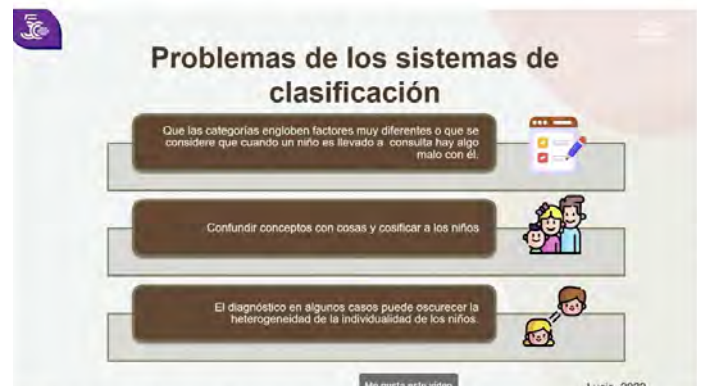 Problemas de los sistemas de
clasificación
Que las categorías engloben factores muy diferentes o que se
considere que cuando un niño es llevado a consulta hay algo
malo con él.
Confundir conceptos con cosas y cosificar a los niños
El diagnóstico en algunos casos puede oscurecer la
heterogeneidad de la individualidad de los niños.